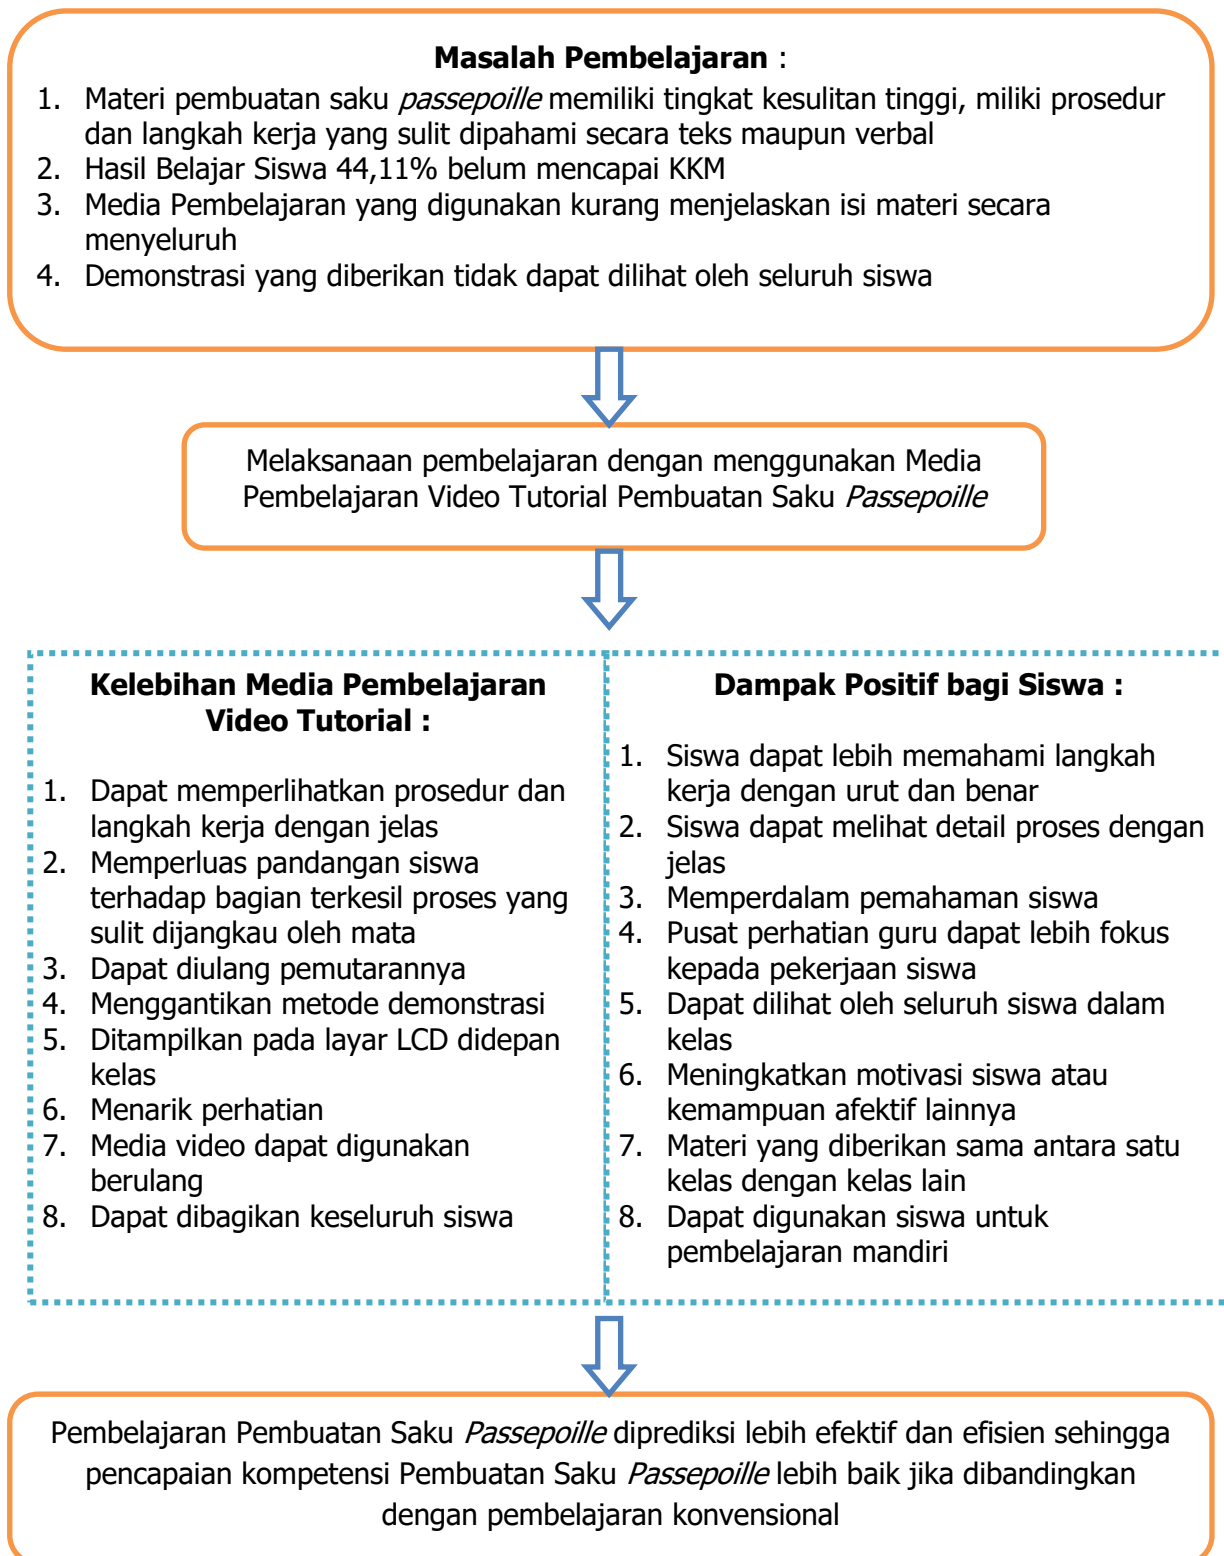 Masalah Pembelajaran :
1. Materi pembuatan saku passepoille memiliki tingkat kesulitan tinggi, miliki prosedur
dan langkah kerja yang sulit dipahami secara teks maupun verbal
2. Hasil Belajar Siswa 44,11% belum mencapai KKM
3. Media Pembelajaran yang digunakan kurang menjelaskan isi materi secara
menyeluruh
4. Demonstrasi yang diberikan tidak dapat dilihat oleh seluruh siswa
Melaksanaan pembelajaran dengan menggunakan Media
Pembelajaran Video Tutorial Pembuatan Saku Passepoille
Kelebihan Media Pembelajaran
Video Tutorial :
1. Dapat memperlihatkan prosedur dan
langkah kerja dengan jelas
2. Memperluas pandangan siswa
terhadap bagian terkesil proses yang
sulit dijangkau oleh mata
3. Dapat diulang pemutarannya
4. Menggantikan metode demonstrasi
5. Ditampilkan pada layar LCD didepan
kelas
6. Menarik perhatian
7. Media video dapat digunakan
berulang
8. Dapat dibagikan keseluruh siswa
Dampak Positif bagi Siswa :
1. Siswa dapat lebih memahami langkah
kerja dengan urut dan benar
2. Siswa dapat melihat detail proses dengan
jelas
3. Memperdalam pemahaman siswa
4. Pusat perhatian guru dapat lebih fokus
kepada pekerjaan siswa
5. Dapat dilihat oleh seluruh siswa dalam
kelas
6. Meningkatkan motivasi siswa atau
kemampuan afektif lainnya
7. Materi yang diberikan sama antara satu
kelas dengan kelas lain
8. Dapat digunakan siswa untuk
pembelajaran mandiri
Pembelajaran Pembuatan Saku Passepoille diprediksi lebih efektif dan efisien sehingga
pencapaian kompetensi Pembuatan Saku Passepoille lebih baik jika dibandingkan
dengan pembelajaran konvensional